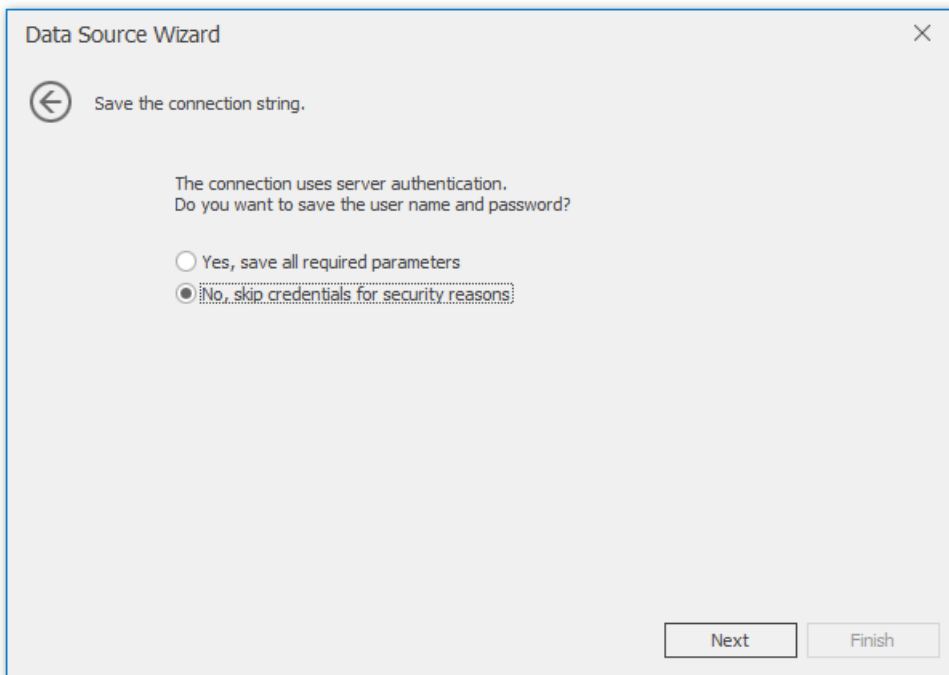 Data Source Wizard
Save the connection string.
The connection uses server authentication.
Do you want to save the user name and password?
Yes, save all required parameters
No, skip credentials for security reasons
Next
Finish